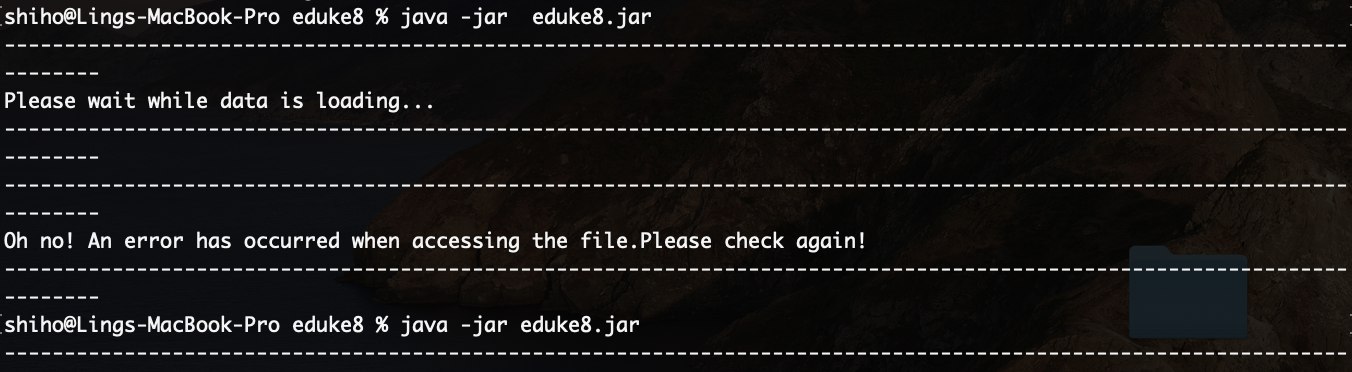 shiho@Lings-MacBook-Pro eduke8 % java -jar  eduke8.jar
----------------------------------------------------------------------------------------------------------------
--------
Please wait while data is loading...
----------------------------------------------------------------------------------------------------------------
--------
----------------------------------------------------------------------------------------------------------------
--------
Oh no! An error has occurred when accessing the file.Please check again!
----------------------------------------------------------------------------------------------------------------
--------
shiho@Lings-MacBook-Pro eduke8 % java -jar eduke8.jar
----------------------------------------------------------------------------------------------------------------